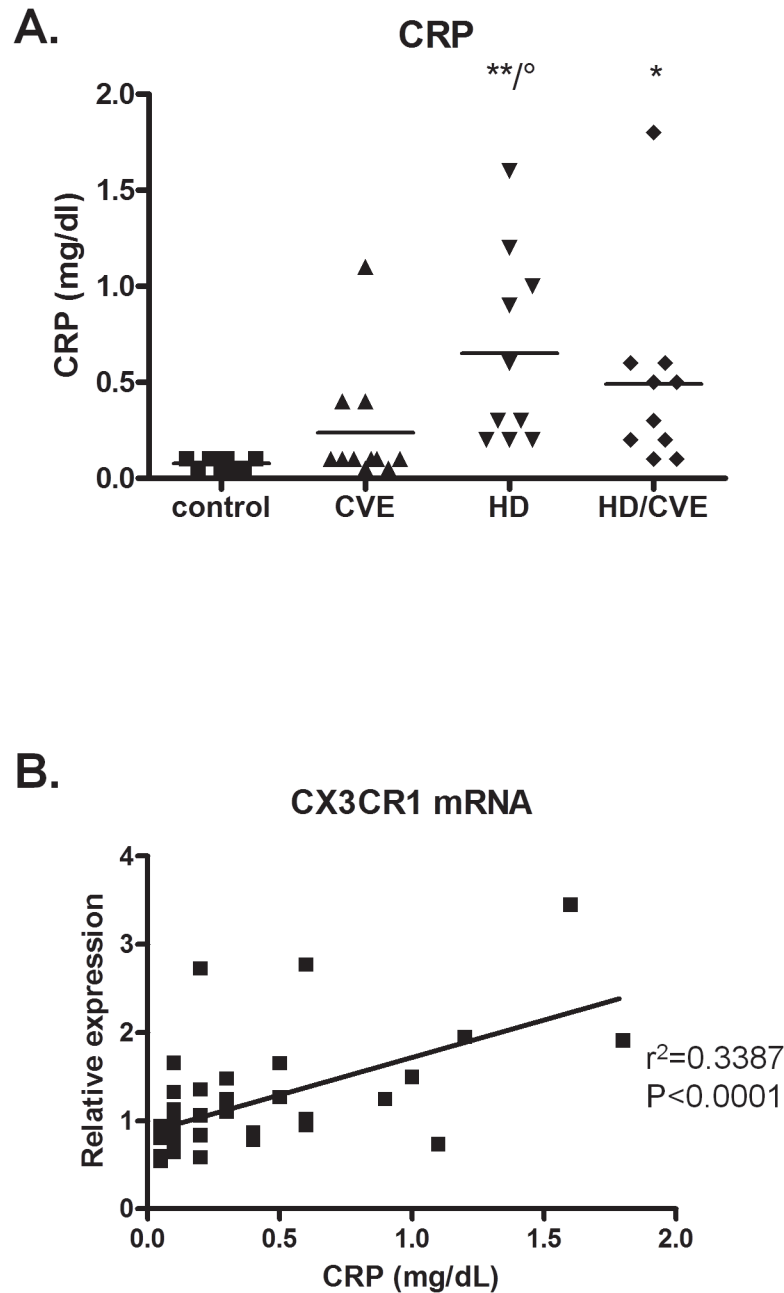 A.
CRP
**/° *
2.0
1.5
1.0
0.5
0.0
CRP (mg/dl)
control CVE HD HD/CVE
B.
CX3CR1 mRNA
4
3
2
1
0
Relative expression
r²=0.3387
P<0.0001
0.0 0.5 1.0 1.5 2.0
CRP (mg/dL)